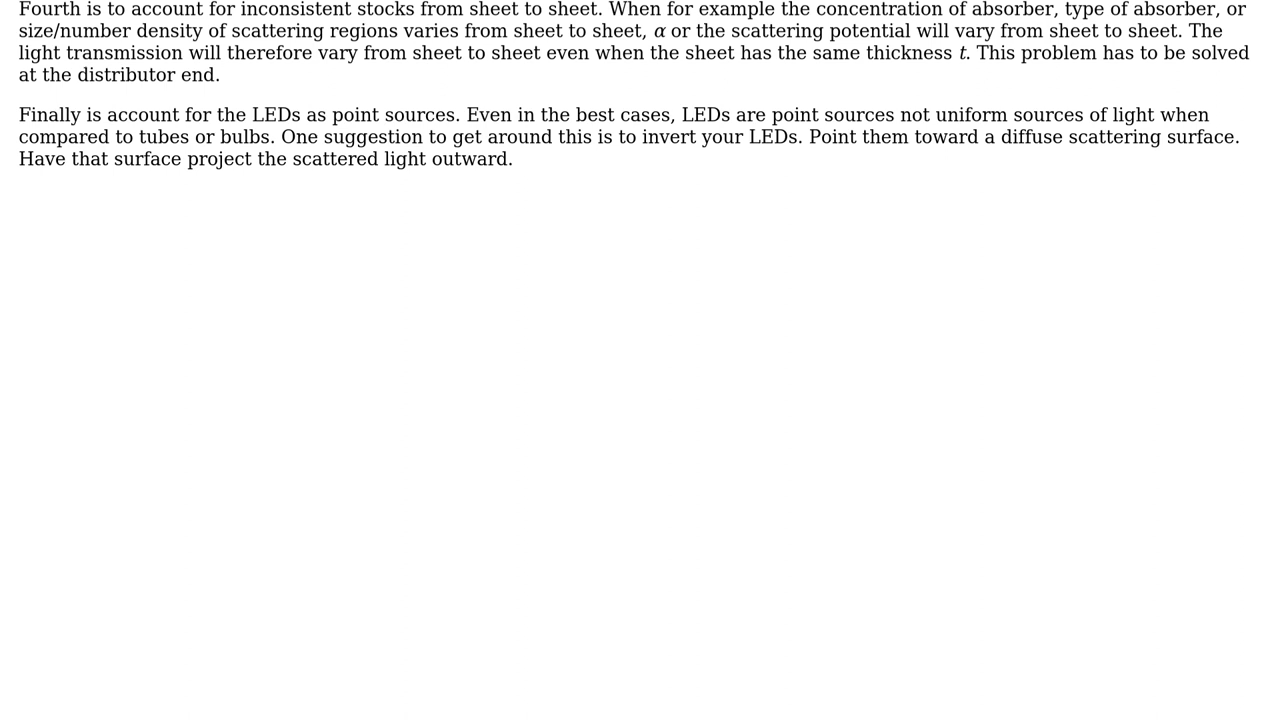 Fourth is to account for inconsistent stocks from sheet to sheet. When for example the concentration of absorber, type of absorber, or
size/number density of scattering regions varies from sheet to sheet, α or the scattering potential will vary from sheet to sheet. The
light transmission will therefore vary from sheet to sheet even when the sheet has the same thickness t. This problem has to be solved
at the distributor end.
Finally is account for the LEDs as point sources. Even in the best cases, LEDs are point sources not uniform sources of light when
compared to tubes or bulbs. One suggestion to get around this is to invert your LEDs. Point them toward a diffuse scattering surface.
Have that surface project the scattered light outward.